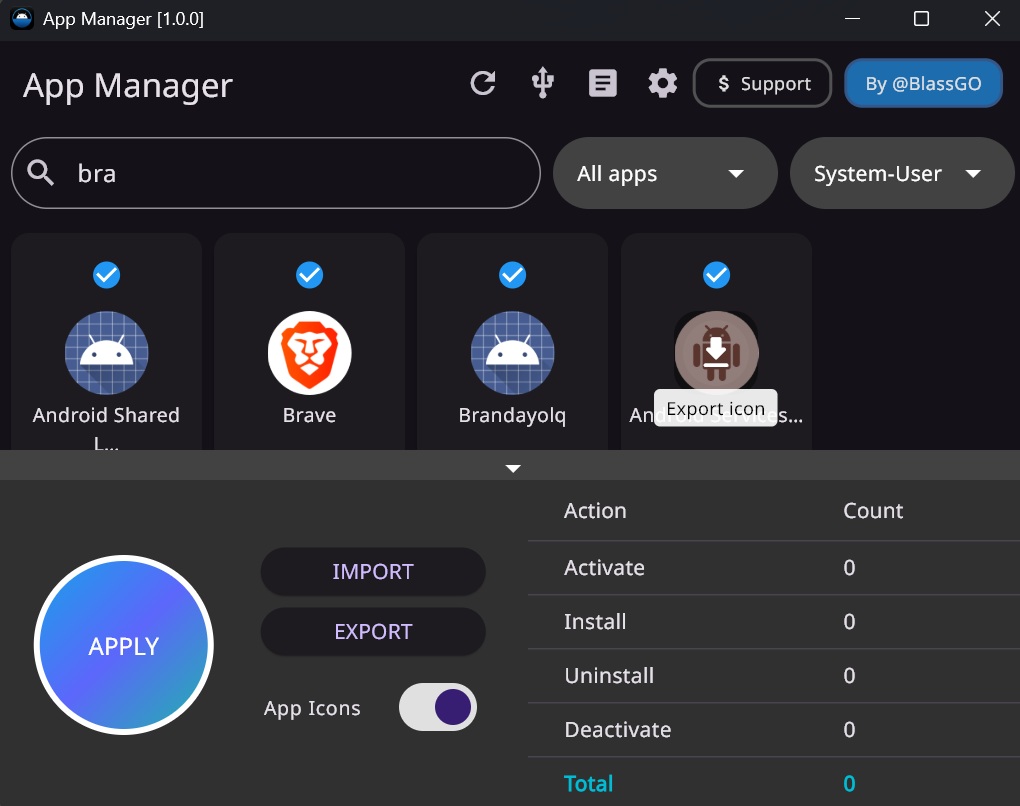 App Manager [1.0.0]
App Manager
$ Support
By @BlassGO
bra
All apps
System-User
Android Shared
L...
Brave
Brandayolq
Export icon
IMPORT
EXPORT
App Icons
APPLY
Action Count
Activate 0
Install 0
Uninstall 0
Deactivate 0
Total 0